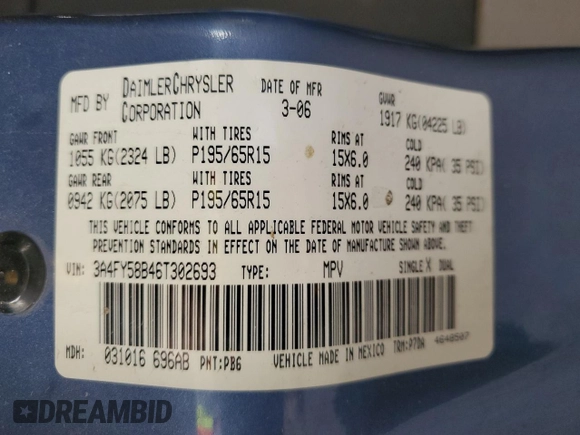 MFD BY DAIMLERCHRYSLER CORPORATION DATE OF MFR 3-06 GVWR 1917 KG(04225 LB)
GAWR FRONT WITH TIRES RIMS AT COLD
1055 KG(2324 LB) P195/65R15 15X6.0 240 KPA( 35 PSI)
GAWR REAR WITH TIRES RIMS AT COLD
0942 KG(2075 LB) P195/65R15 15X6.0 240 KPA( 35 PSI)
THIS VEHICLE CONFORMS TO ALL APPLICABLE FEDERAL MOTOR VEHICLE SAFETY AND THEFT
PREVENTION STANDARDS IN EFFECT ON THE DATE OF MANUFACTURE SHOWN ABOVE.
VIN: 3A4FY58B46T302693 TYPE: MPV SINGLE X DUAL
MDH: 031016 696AB PNT:PB6 VEHICLE MADE IN MEXICO TRM:P7DA 4648507
DREAMBID